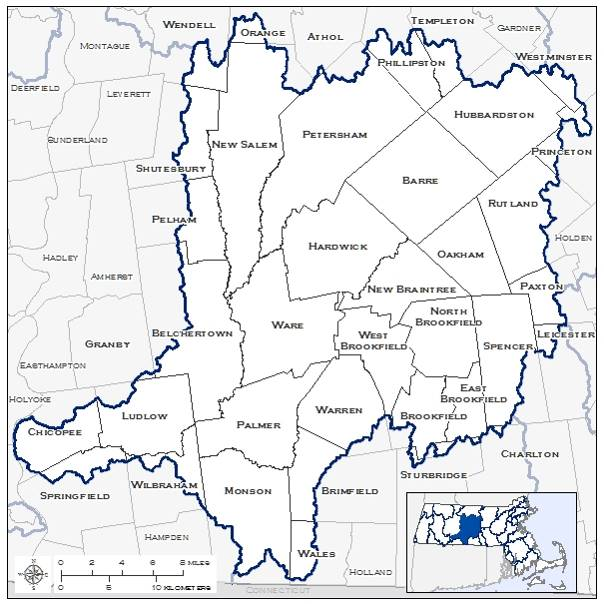 WENDELL
ORANGE
ATHOL
TEMPLETON
GARDNER
MONTAGUE
PHILLIPSTON
WESTMINSTER
DEERFIELD
LEVERETT
HUBBARDSTON
PETERSHAM
SUNDERLAND
NEW SALEM
PRINCETON
SHUTESBURY
BARRE
RUTLAND
PELHAM
HOLDEN
HARDWICK
OAKHAM
HADLEY
AMHERST
NEW BRAINTREE
PAXTON
NORTH
BROOKFIELD
WARE
BELCHERTOWN
WEST
BROOKFIELD
LEICESTER
GRANBY
SPENCER
EASTHAMPTON
EAST
BROOKFIELD
HOLYOKE
LUDLOW
WARREN
BROOKFIELD
CHICOPEE
PALMER
CHARLTON
STURBRIDGE
WILBRAHAM
MONSON
BRIMFIELD
SPRINGFIELD
HAMPDEN
WALES
HOLLAND
0 2 4 6 8 MILES
0 5 10 KILOMETERS
CONNECTICUT